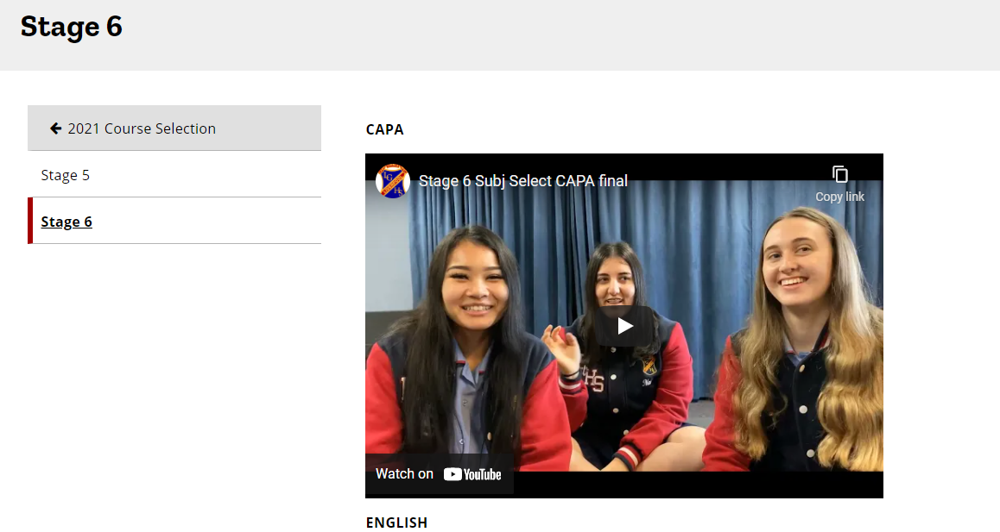 Stage 6
2021 Course Selection
Stage 5
Stage 6
CAPA
Stage 6 Subj Select CAPA final
Copy link
HS
Watch on YouTube
ENGLISH